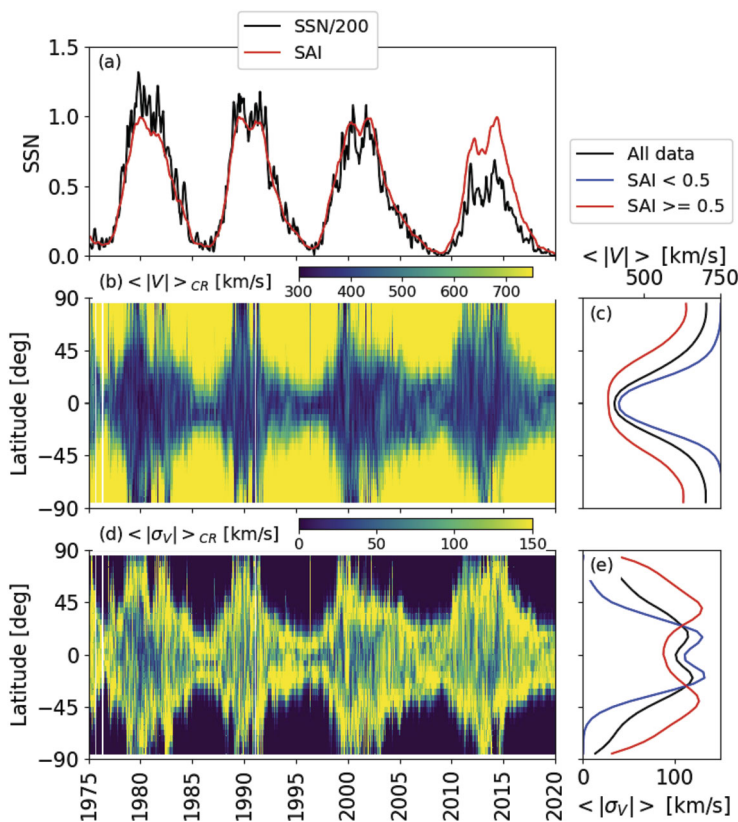 SSN/200
SAI
1.5
1.0
0.5
0.0
SSN
(a)
All data
SAI < 0.5
SAI >= 0.5
< |V| > [km/s]
500 750
(b) < |V| >CR [km/s]
300 400 500 600 700
90
45
0
−45
−90
Latitude [deg]
(c)
(d) < |σV| >CR [km/s]
0 50 100 150
90
45
0
−45
−90
Latitude [deg]
(e)
1975 1980 1985 1990 1995 2000 2005 2010 2015 2020
0 100
< |σV| > [km/s]